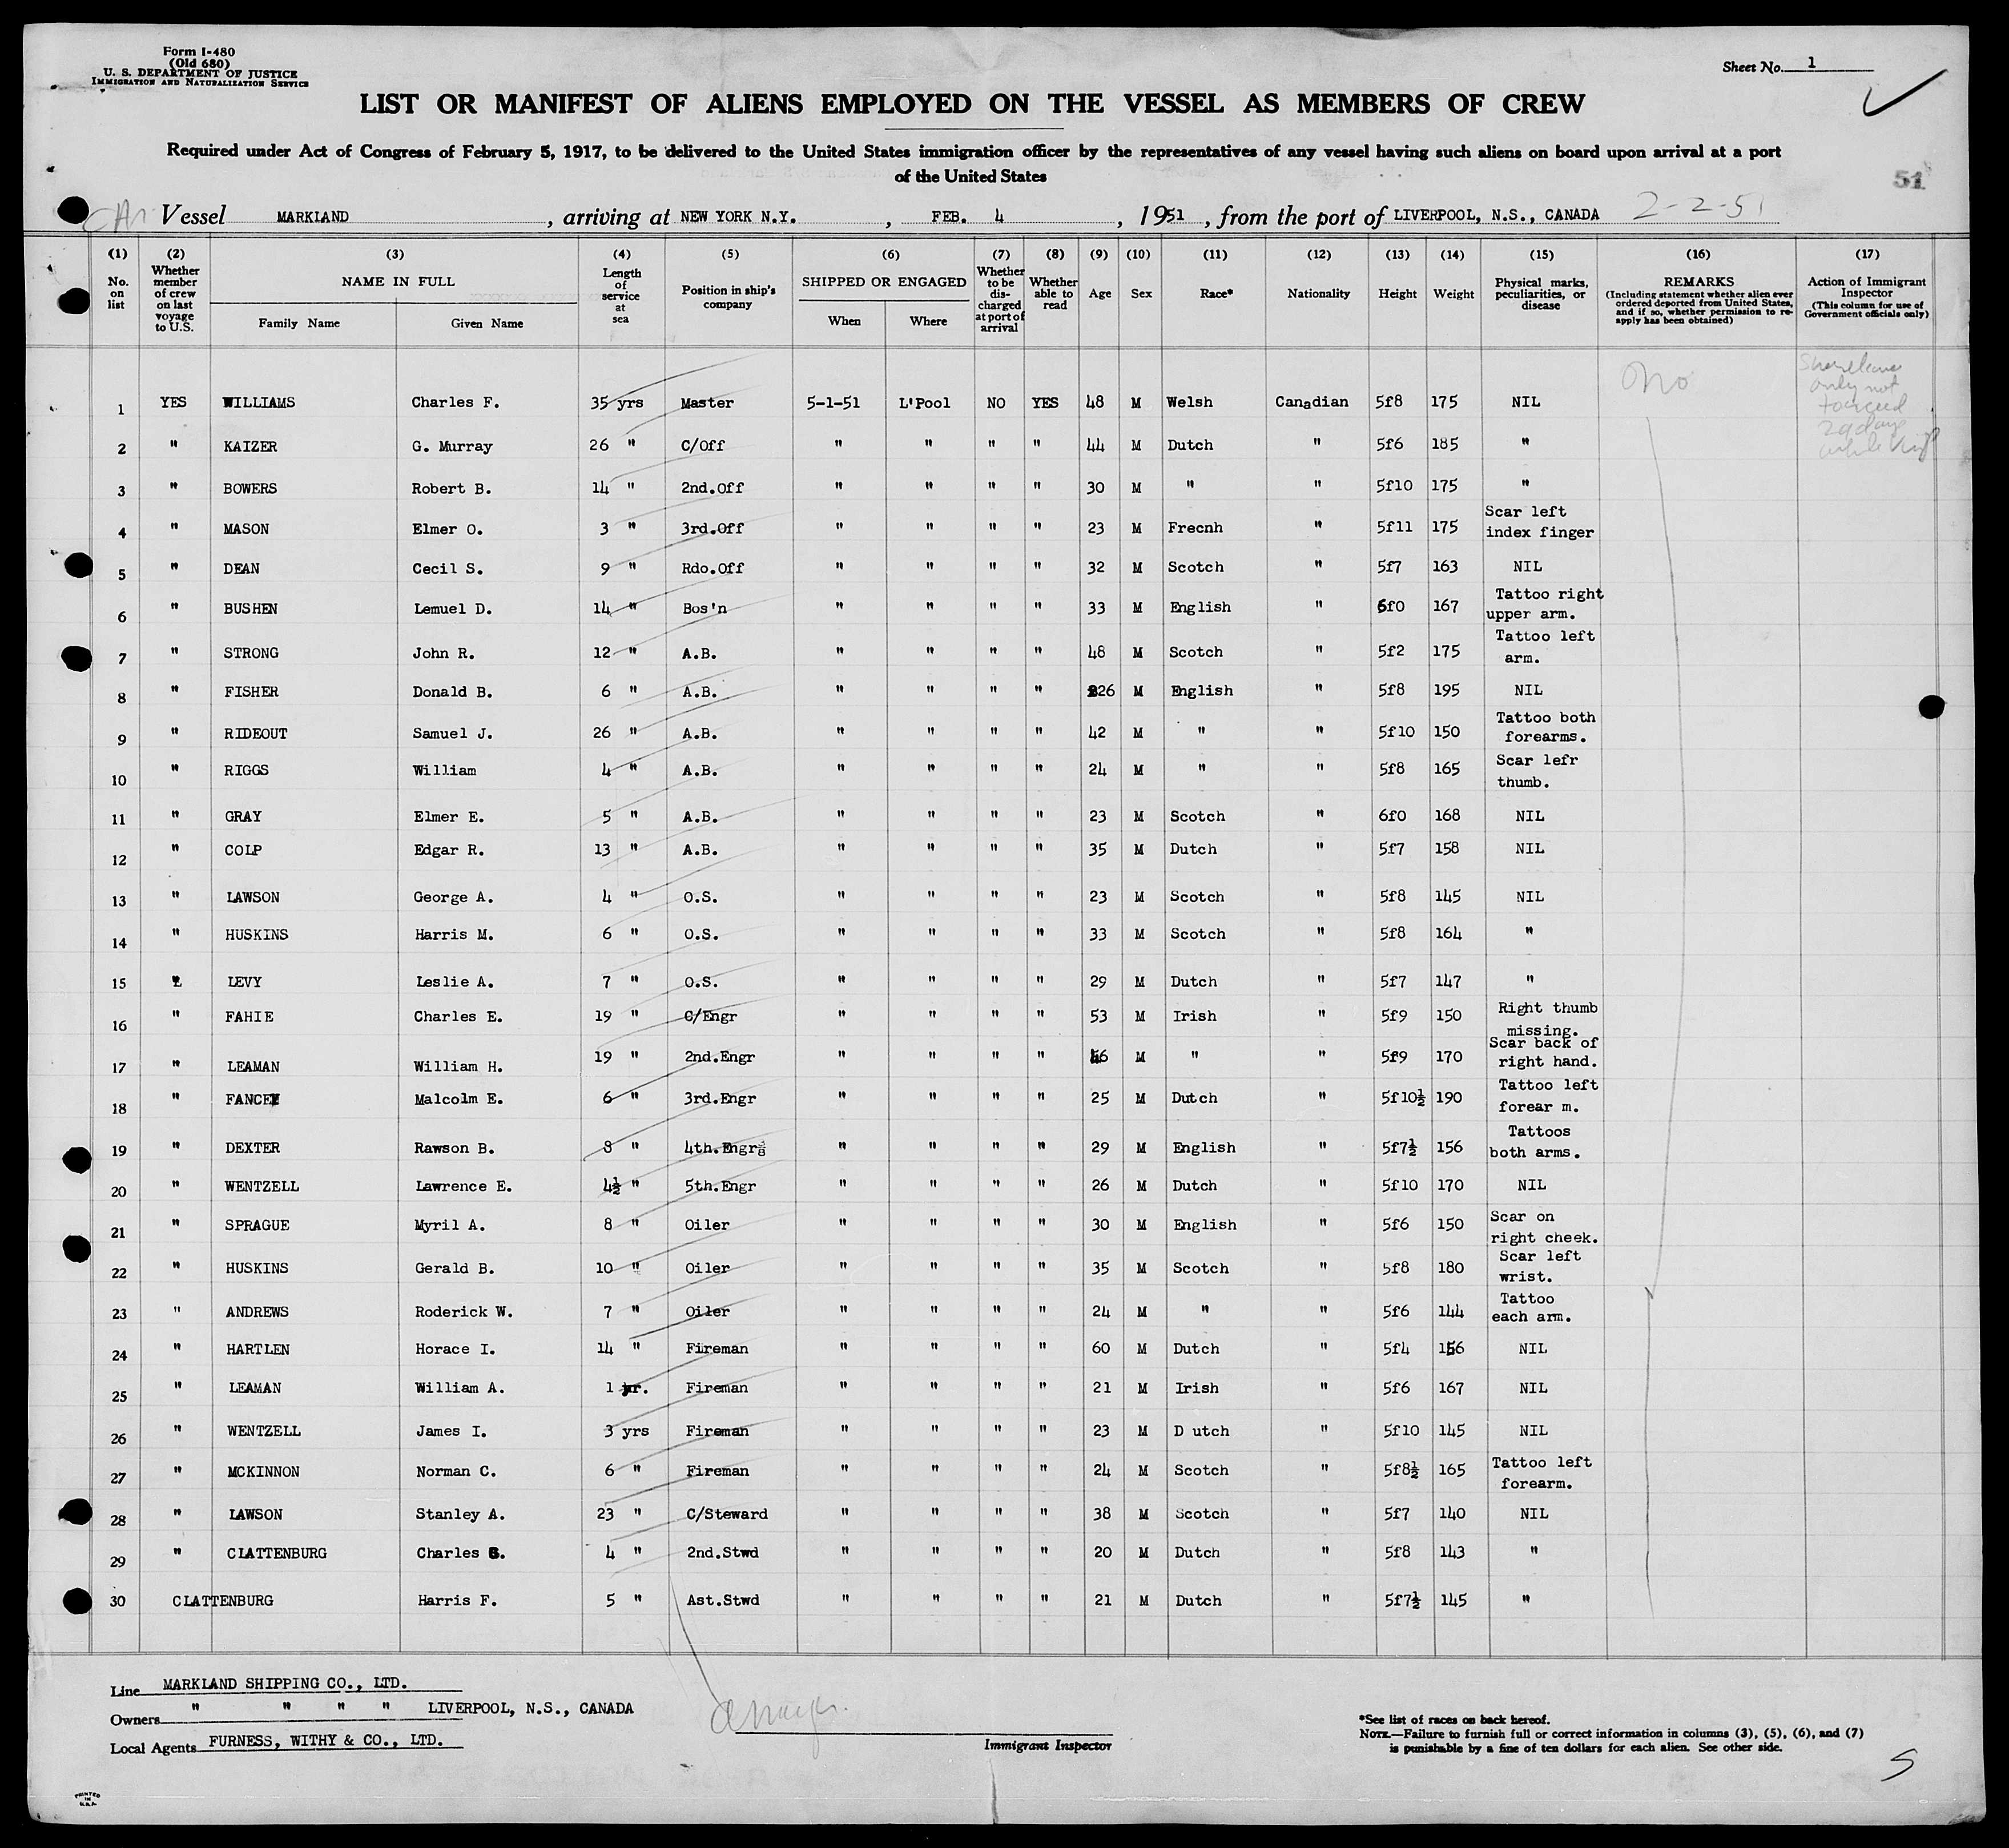 Form I-480
(Old 680)
U. S. DEPARTMENT OF JUSTICE
IMMIGRATION AND NATURALIZATION SERVICE
Sheet No. 1
LIST OR MANIFEST OF ALIENS EMPLOYED ON THE VESSEL AS MEMBERS OF CREW
Required under Act of Congress of February 5, 1917, to be delivered to the United States immigration officer by the representatives of any vessel having such aliens on board upon arrival at a port
of the United States
51
Vessel MARKLAND, arriving at NEW YORK N.Y., FEB. 4, 1951, from the port of LIVERPOOL, N.S., CANADA 2-2-51
(1) (2) (3) (4) (5) (6) (7) (8) (9) (10) (11) (12) (13) (14) (15) (16) (17)
No. on list
Whether member of crew on last voyage to U.S.
NAME IN FULL
Family Name Given Name
Length of service at sea
Position in ship's company
SHIPPED OR ENGAGED
When Where
Whether to be discharged at port of arrival
Whether able to read
Age
Sex
Race*
Nationality
Height
Weight
Physical marks, peculiarities, or disease
REMARKS
(Including statement whether alien ever ordered deported from United States, and if so, whether permission to re-apply has been obtained)
Action of Immigrant Inspector
(This column for use of Government officials only)
No
only not
1 YES WILLIAMS Charles F. 35 yrs Master 5-1-51 L'Pool NO YES 48 M Welsh Canadian 5f8 175 NIL
2 " KAIZER G. Murray 26 " C/Off " " " " 44 M Dutch " 5f6 185 "
3 " BOWERS Robert B. 14 " 2nd.Off " " " " 30 M " " 5f10 175 "
4 " MASON Elmer O. 3 " 3rd.Off " " " " 23 M Frecnh " 5f11 175 Scar left index finger
5 " DEAN Cecil S. 9 " Rdo.Off " " " " 32 M Scotch " 5f7 163 NIL
6 " BUSHEN Lemuel D. 14 " Bos'n " " " " 33 M English " 6f0 167 Tattoo right upper arm.
7 " STRONG John R. 12 " A.B. " " " " 48 M Scotch " 5f2 175 Tattoo left arm.
8 " FISHER Donald B. 6 " A.B. " " " " 26 M English " 5f8 195 NIL
9 " RIDEOUT Samuel J. 26 " A.B. " " " " 42 M " " 5f10 150 Tattoo both forearms.
10 " RIGGS William 4 " A.B. " " " " 24 M " " 5f8 165 Scar lefr thumb.
11 " GRAY Elmer E. 5 " A.B. " " " " 23 M Scotch " 6f0 168 NIL
12 " COLP Edgar R. 13 " A.B. " " " " 35 M Dutch " 5f7 158 NIL
13 " LAWSON George A. 4 " O.S. " " " " 23 M Scotch " 5f8 145 NIL
14 " HUSKINS Harris M. 6 " O.S. " " " " 33 M Scotch " 5f8 164 "
15 " LEVY Leslie A. 7 " O.S. " " " " 29 M Dutch " 5f7 147 "
16 " FAHIE Charles E. 19 " C/Engr " " " " 53 M Irish " 5f9 150 Right thumb missing.
17 " LEAMAN William H. 19 " 2nd.Engr " " " " 46 M " " 5f9 170 Scar back of right hand.
18 " FANCEY Malcolm E. 6 " 3rd.Engr " " " " 25 M Dutch " 5f10½ 190 Tattoo left forear m.
19 " DEXTER Rawson B. 8 " 4th.Engr " " " " 29 M English " 5f7½ 156 Tattoos both arms.
20 " WENTZELL Lawrence E. 4½ " 5th.Engr " " " " 26 M Dutch " 5f10 170 NIL
21 " SPRAGUE Myril A. 8 " Oiler " " " " 30 M English " 5f6 150 Scar on right cheek.
22 " HUSKINS Gerald B. 10 " Oiler " " " " 35 M Scotch " 5f8 180 Scar left wrist.
23 " ANDREWS Roderick W. 7 " Oiler " " " " 24 M " " 5f6 144 Tattoo each arm.
24 " HARTLEN Horace I. 14 " Fireman " " " " 60 M Dutch " 5f4 156 NIL
25 " LEAMAN William A. 1 yr. Fireman " " " " 21 M Irish " 5f6 167 NIL
26 " WENTZELL James I. 3 yrs Fireman " " " " 23 M D utch " 5f10 145 NIL
27 " MCKINNON Norman C. 6 " Fireman " " " " 24 M Scotch " 5f8½ 165 Tattoo left forearm.
28 " LAWSON Stanley A. 23 " C/Steward " " " " 38 M Scotch " 5f7 140 NIL
29 " CLATTENBURG Charles G. 4 " 2nd.Stwd " " " " 20 M Dutch " 5f8 143 "
30 CLATTENBURG Harris F. 5 " Ast.Stwd " " " " 21 M Dutch " 5f7½ 145 "
Line MARKLAND SHIPPING CO., LTD.
Owners " " " " LIVERPOOL, N.S., CANADA
Local Agents FURNESS, WITHY & CO., LTD.
Immigrant Inspector
*See list of races on back hereof.
NOTE.—Failure to furnish full or correct information in columns (3), (5), (6), and (7)
is punishable by a fine of ten dollars for each alien. See other side.
5
PRINTED IN U.S.A.